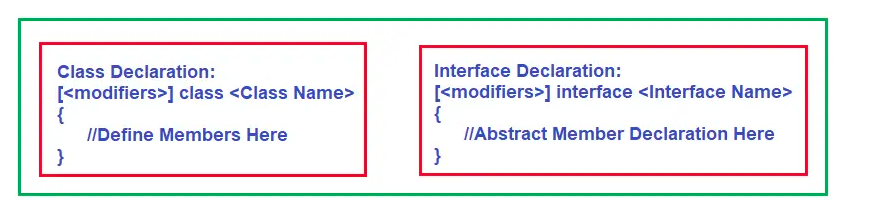 Class Declaration:
[<modifiers>] class <Class Name>
{
//Define Members Here
}
Interface Declaration:
[<modifiers>] interface <Interface Name>
{
//Abstract Member Declaration Here
}